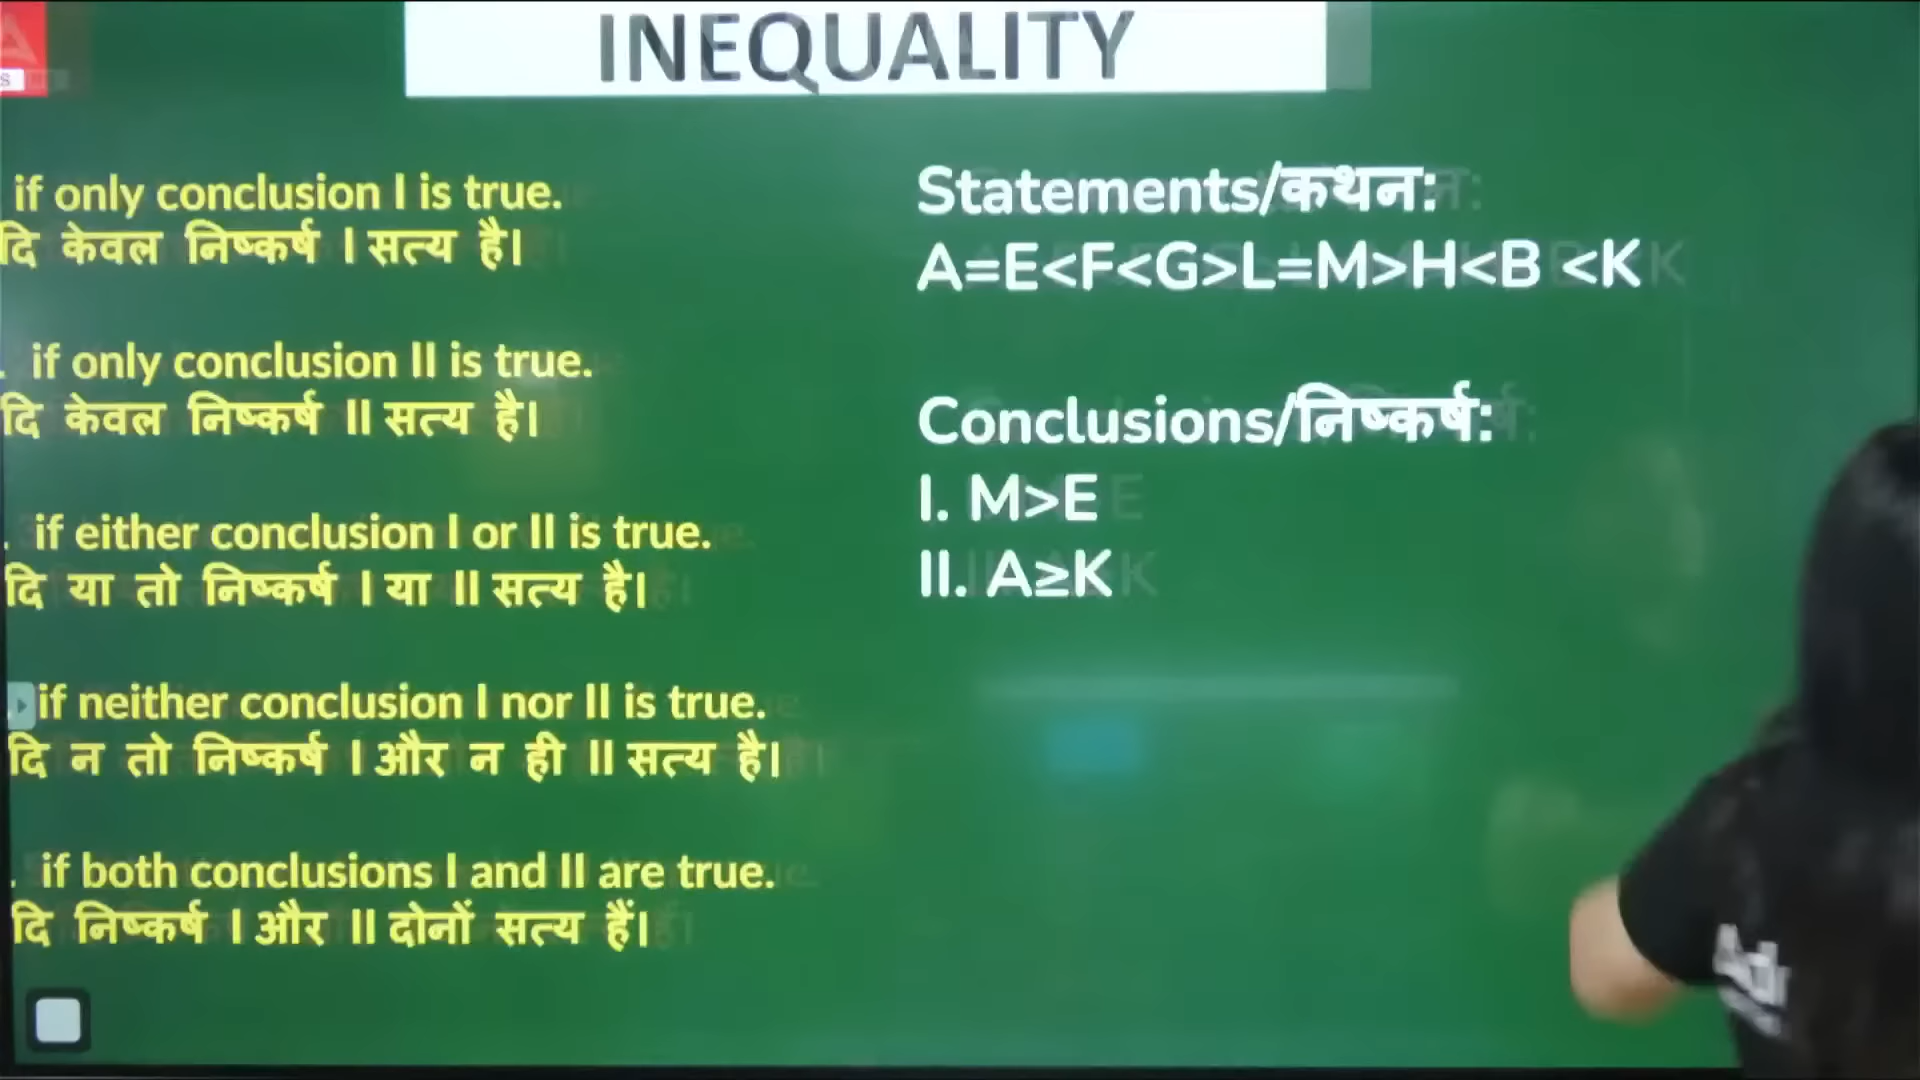 INEQUALITY
if only conclusion I is true.
दि केवल निष्कर्ष I सत्य है।
. if only conclusion II is true.
दि केवल निष्कर्ष II सत्य है।
. if either conclusion I or II is true.
दि या तो निष्कर्ष I या II सत्य है।
if neither conclusion I nor II is true.
दि न तो निष्कर्ष I और न ही II सत्य है।
. if both conclusions I and II are true.
दि निष्कर्ष I और II दोनों सत्य हैं।
Statements/कथन:
A=E<F<G>L=M>H<B <K
Conclusions/निष्कर्ष:
I. M>E
II. A≥K